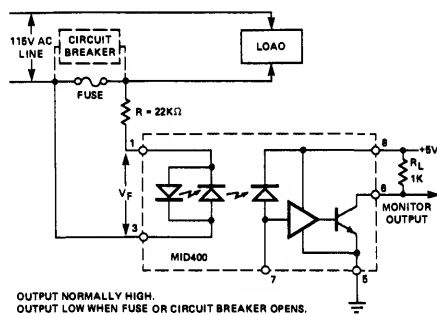 115V AC
LINE
CIRCUIT
BREAKER
LOAO
FUSE
R = 22KΩ
1
8
+5V
RL
1K
6
MONITOR
OUTPUT
VF
3
MID400
7
5
OUTPUT NORMALLY HIGH.
OUTPUT LOW WHEN FUSE OR CIRCUIT BREAKER OPENS.